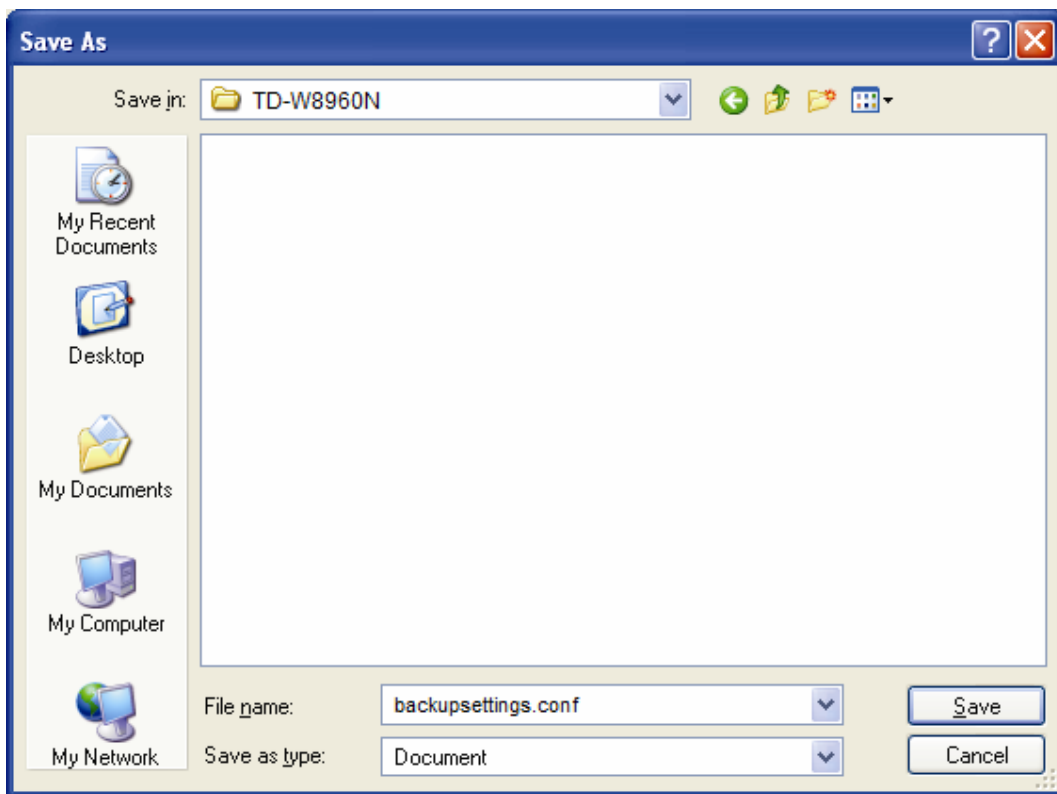 Save As
Save in:
TD-W8960N
My Recent
Documents
Desktop
My Documents
My Computer
My Network
File name:
backupsettings.conf
Save
Save as type:
Document
Cancel